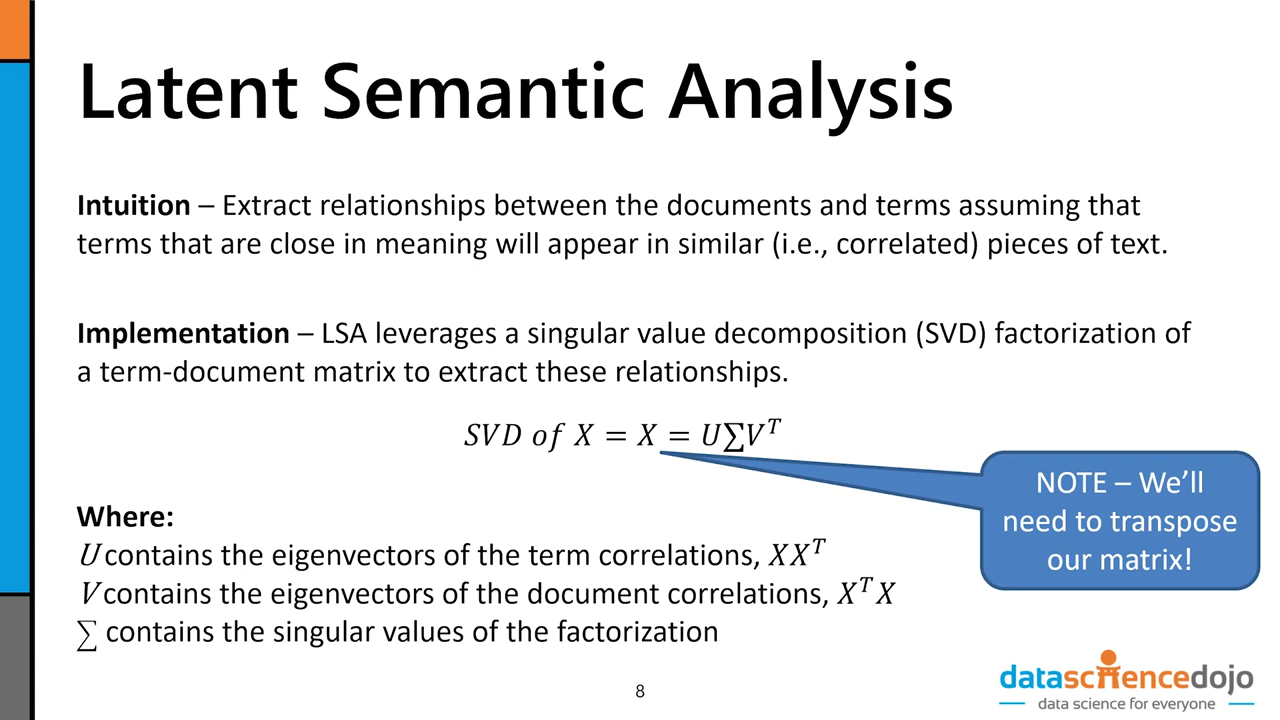 Latent Semantic Analysis
Intuition – Extract relationships between the documents and terms assuming that
terms that are close in meaning will appear in similar (i.e., correlated) pieces of text.
Implementation – LSA leverages a singular value decomposition (SVD) factorization of
a term-document matrix to extract these relationships.
SVD of X = X = U∑Vᵀ
NOTE – We’ll
need to transpose
our matrix!
Where:
U contains the eigenvectors of the term correlations, XXᵀ
V contains the eigenvectors of the document correlations, XᵀX
∑ contains the singular values of the factorization
8
datasciencedojo
data science for everyone